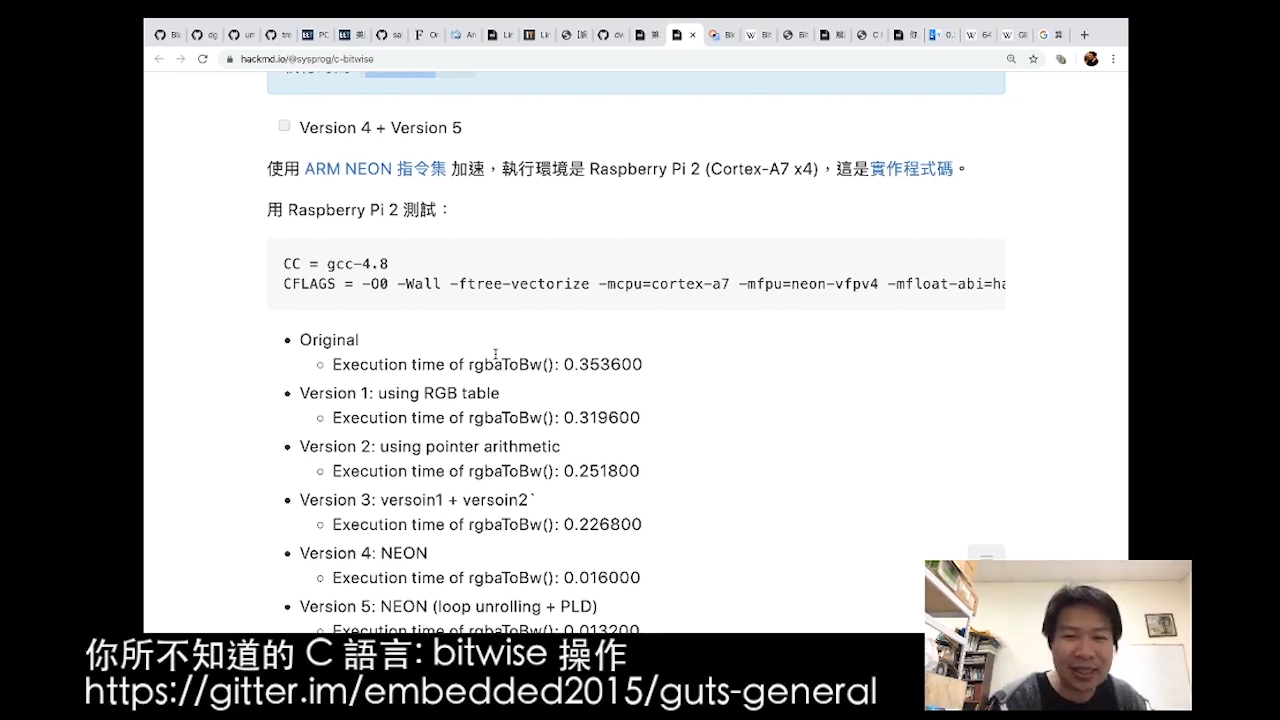 hackmd.io/@sysprog/c-bitwise
Version 4 + Version 5
使用 ARM NEON 指令集 加速，執行環境是 Raspberry Pi 2 (Cortex-A7 x4)，這是實作程式碼。
用 Raspberry Pi 2 測試：
CC = gcc-4.8
CFLAGS = -O0 -Wall -ftree-vectorize -mcpu=cortex-a7 -mfpu=neon-vfpv4 -mfloat-abi=ha
Original
Execution time of rgbaToBw(): 0.353600
Version 1: using RGB table
Execution time of rgbaToBw(): 0.319600
Version 2: using pointer arithmetic
Execution time of rgbaToBw(): 0.251800
Version 3: versoin1 + versoin2`
Execution time of rgbaToBw(): 0.226800
Version 4: NEON
Execution time of rgbaToBw(): 0.016000
Version 5: NEON (loop unrolling + PLD)
Execution time of rgbaToBw(): 0.013200
你所不知道的 C 語言: bitwise 操作
https://gitter.im/embedded2015/guts-general